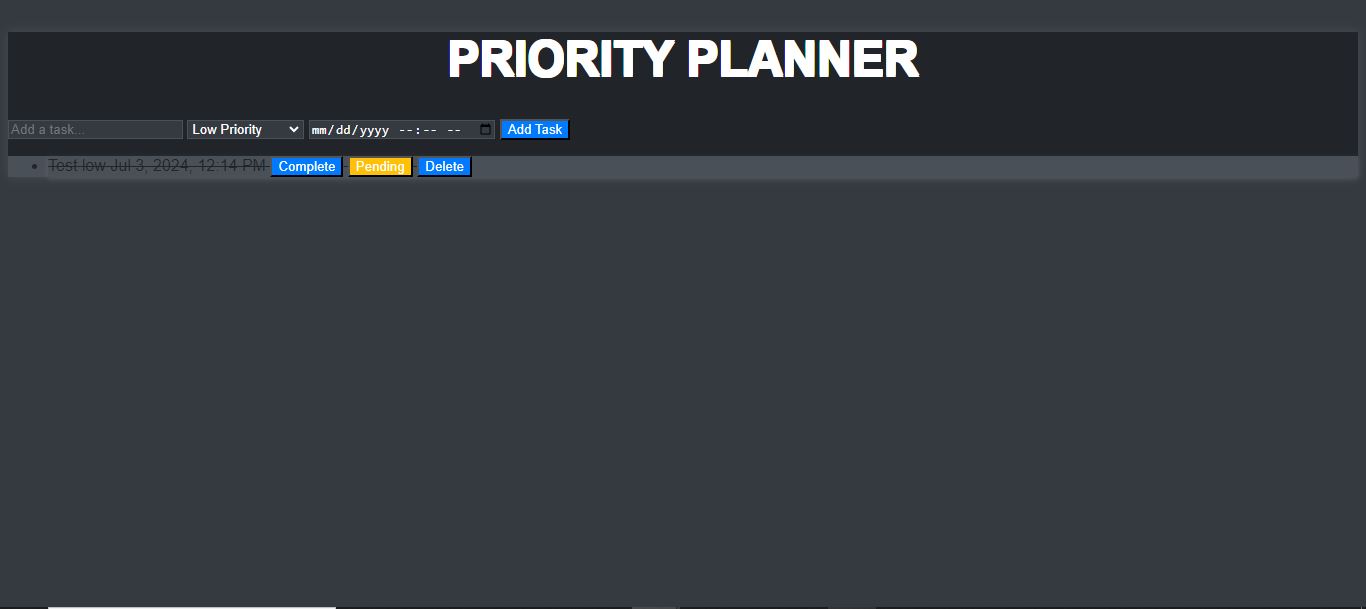 PRIORITY PLANNER
Add a task... Low Priority mm/dd/yyyy --:-- -- Add Task
Test low Jul 3, 2024, 12:14 PM Complete Pending Delete